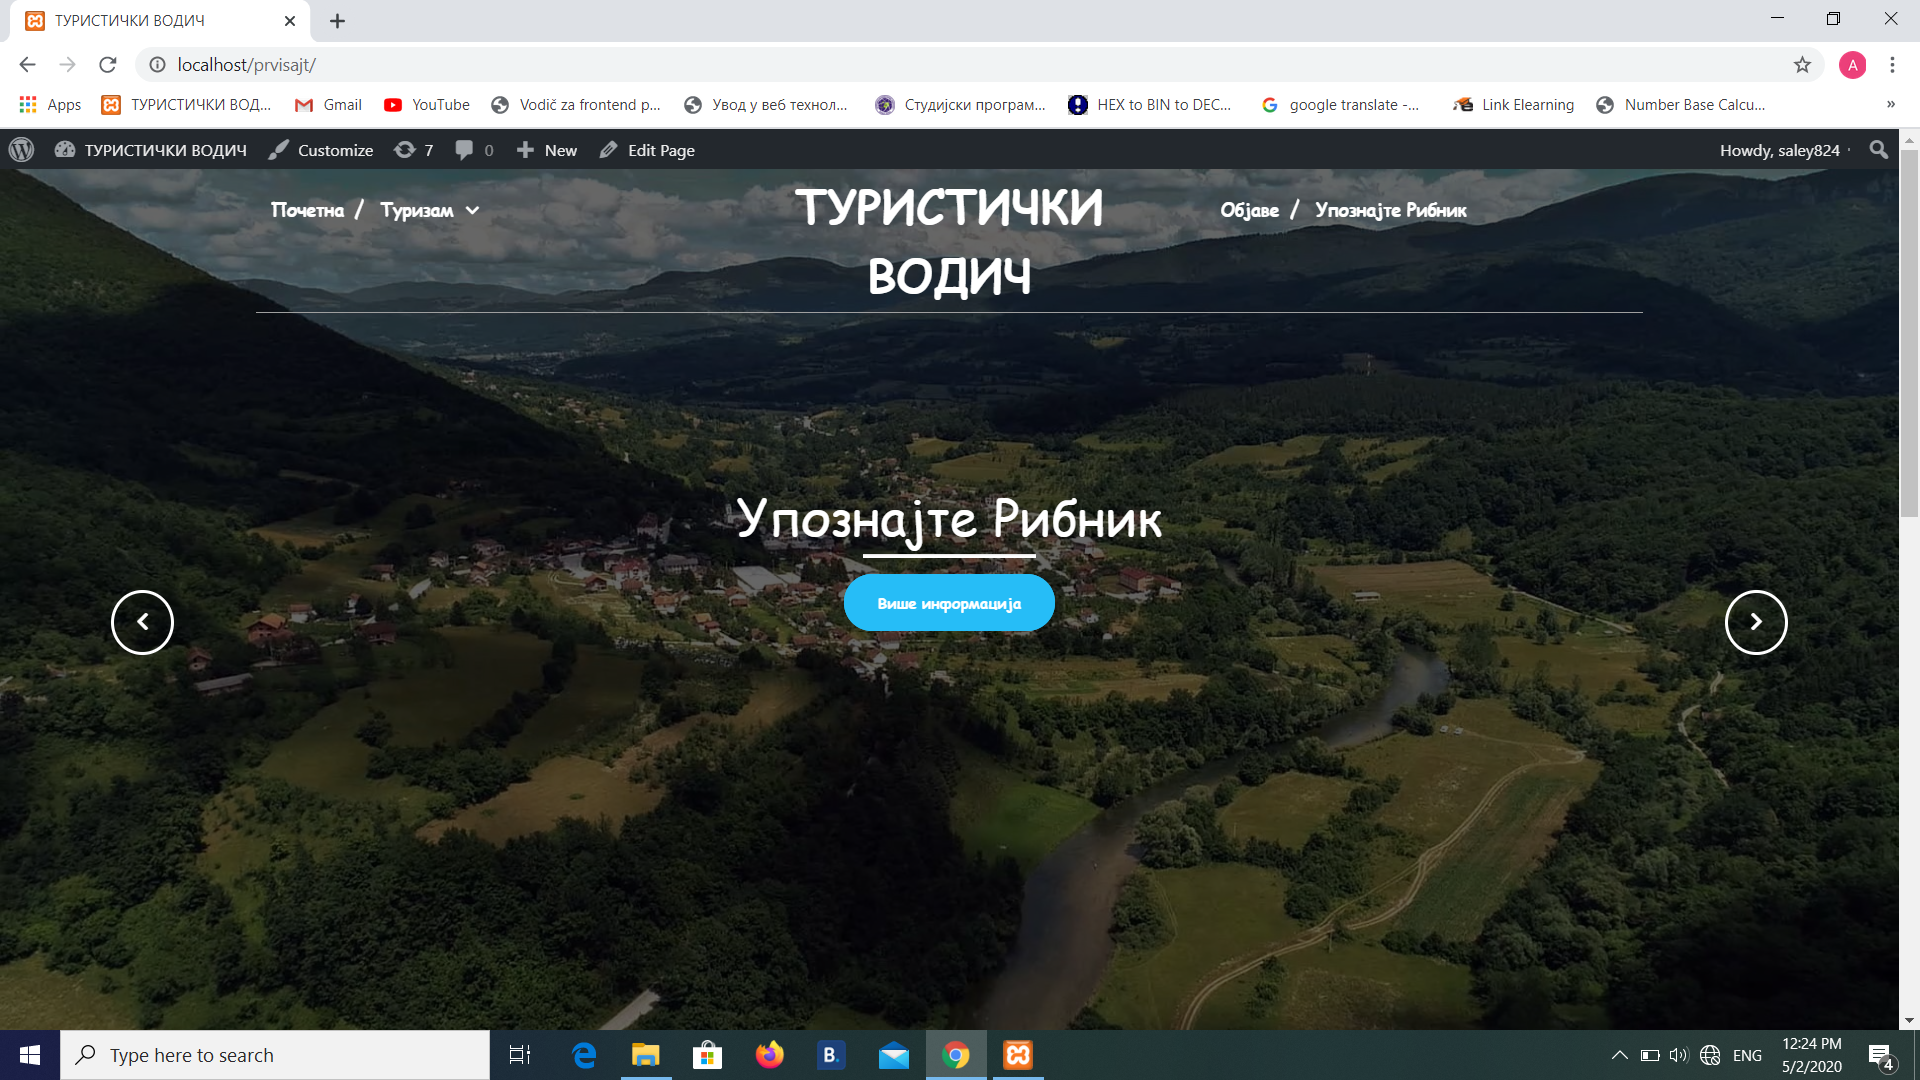 ТУРИСТИЧКИ ВОДИЧ
localhost/prvisajt/
A
Apps
ТУРИСТИЧКИ ВОД...
Gmail
YouTube
Vodič za frontend p...
Увод у веб технол...
Студијски програм...
HEX to BIN to DEC...
google translate -...
Link Elearning
Number Base Calcu...
»
ТУРИСТИЧКИ ВОДИЧ
Customize
7
0
New
Edit Page
Howdy, saley824
Почетна /
Туризам
ТУРИСТИЧКИ
ВОДИЧ
Објаве /
Упознајте Рибник
Упознајте Рибник
Више информација
Type here to search
B.
ENG
12:24 PM
5/2/2020
4